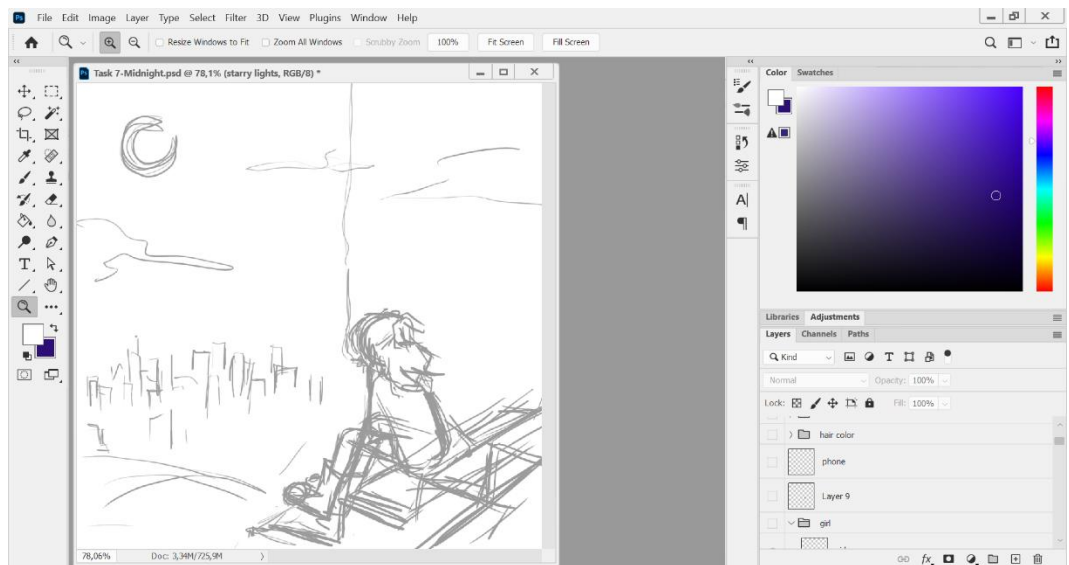 Ps File Edit Image Layer Type Select Filter 3D View Plugins Window Help
Resize Windows to Fit Zoom All Windows Scrubby Zoom 100% Fit Screen Fill Screen
Ps Task 7-Midnight.psd @ 78,1% (starry lights, RGB/8) *
Color Swatches
Libraries Adjustments
Layers Channels Paths
Kind
Normal Opacity: 100%
Lock: Fill: 100%
hair color
phone
Layer 9
girl
78,06% Doc: 3,34M/725,9M
fx